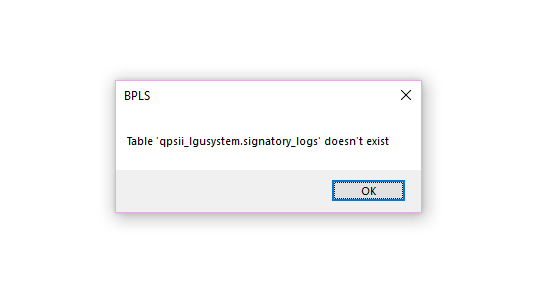 BPLS
Table 'qpsii_lgusystem.signatory_logs' doesn't exist
OK